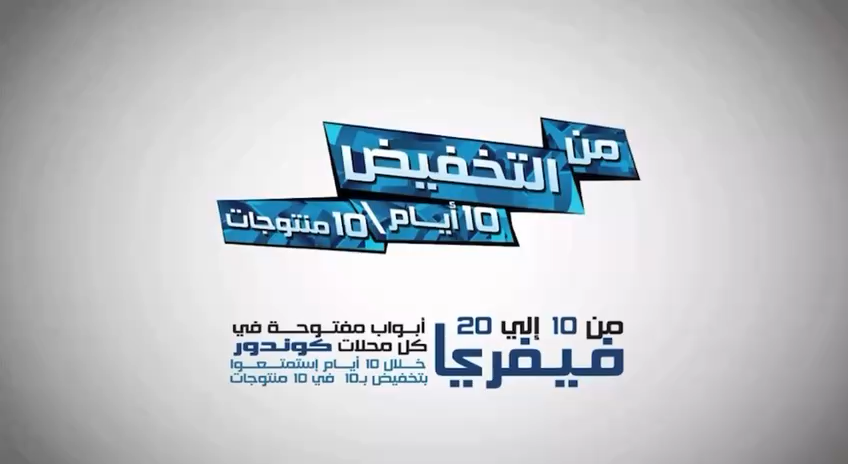 من
التخفيض
10 أيام \ 10 منتوجات
من 10 إلي 20
فيفري
أبواب مفتوحة في
كل محلات كوندور
خلال 10 أيام إستمتعوا
بتخفيض بـ10 في 10 منتوجات